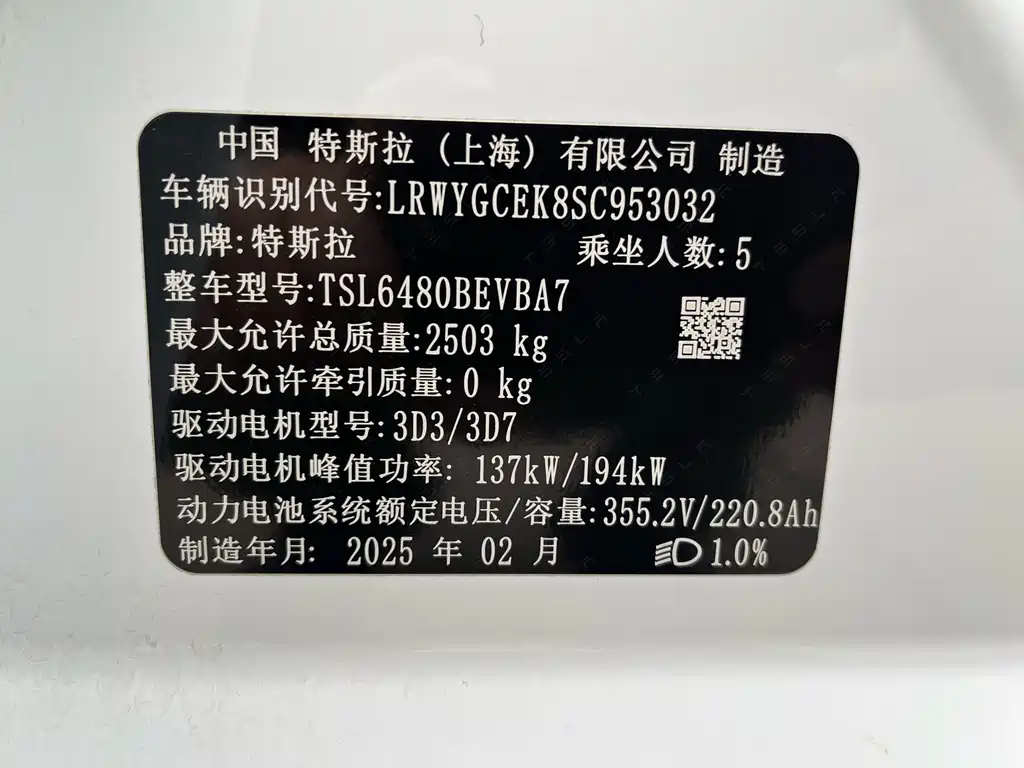 中国 特斯拉 (上海) 有限公司 制造
车辆识别代号:LRWYGCEK8SC953032
品牌:特斯拉 乘坐人数:5
整车型号:TSL6480BEVBA7
最大允许总质量:2503 kg
最大允许牵引质量:0 kg
驱动电机型号:3D3/3D7
驱动电机峰值功率: 137kW/194kW
动力电池系统额定电压/容量:355.2V/220.8Ah
制造年月: 2025 年 02 月 1.0%
TESLA TESLA TESLA